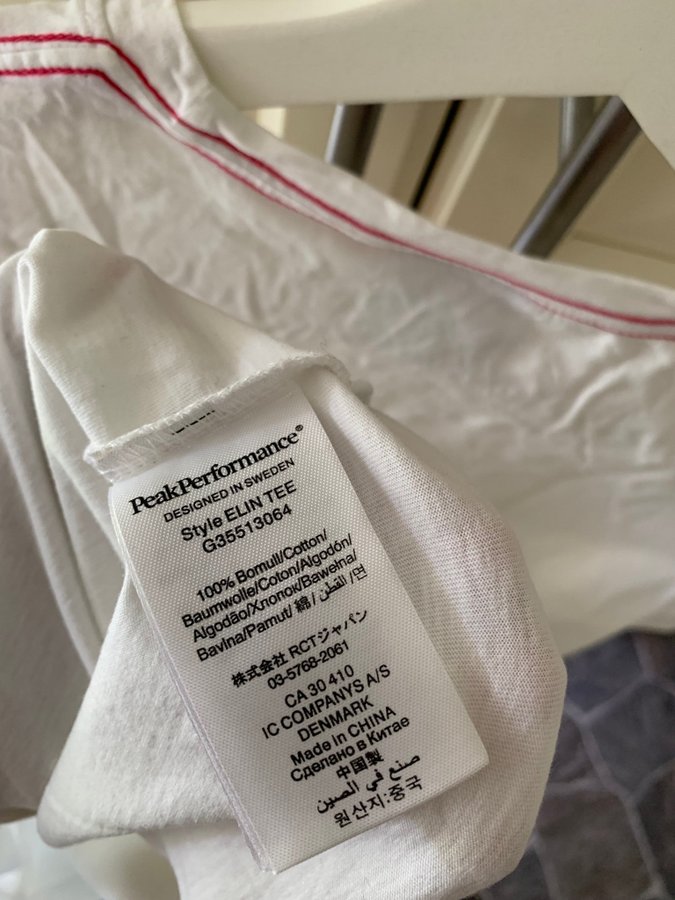 PeakPerformance®
DESIGNED IN SWEDEN
Style ELIN TEE
G35513064
100% Bomull/Cotton/
Baumwolle/Coton/Algodón/
Algodão/Хлопок/Bawełna/
Bavlna/Pamut/ 綿 / القطن /면
株式会社 RCTジャパン
03-5768-2061
CA 30 410
IC COMPANYS A/S
DENMARK
Made in CHINA
Сделано в Китае
中国製
صنع في الصين
원산지:중국